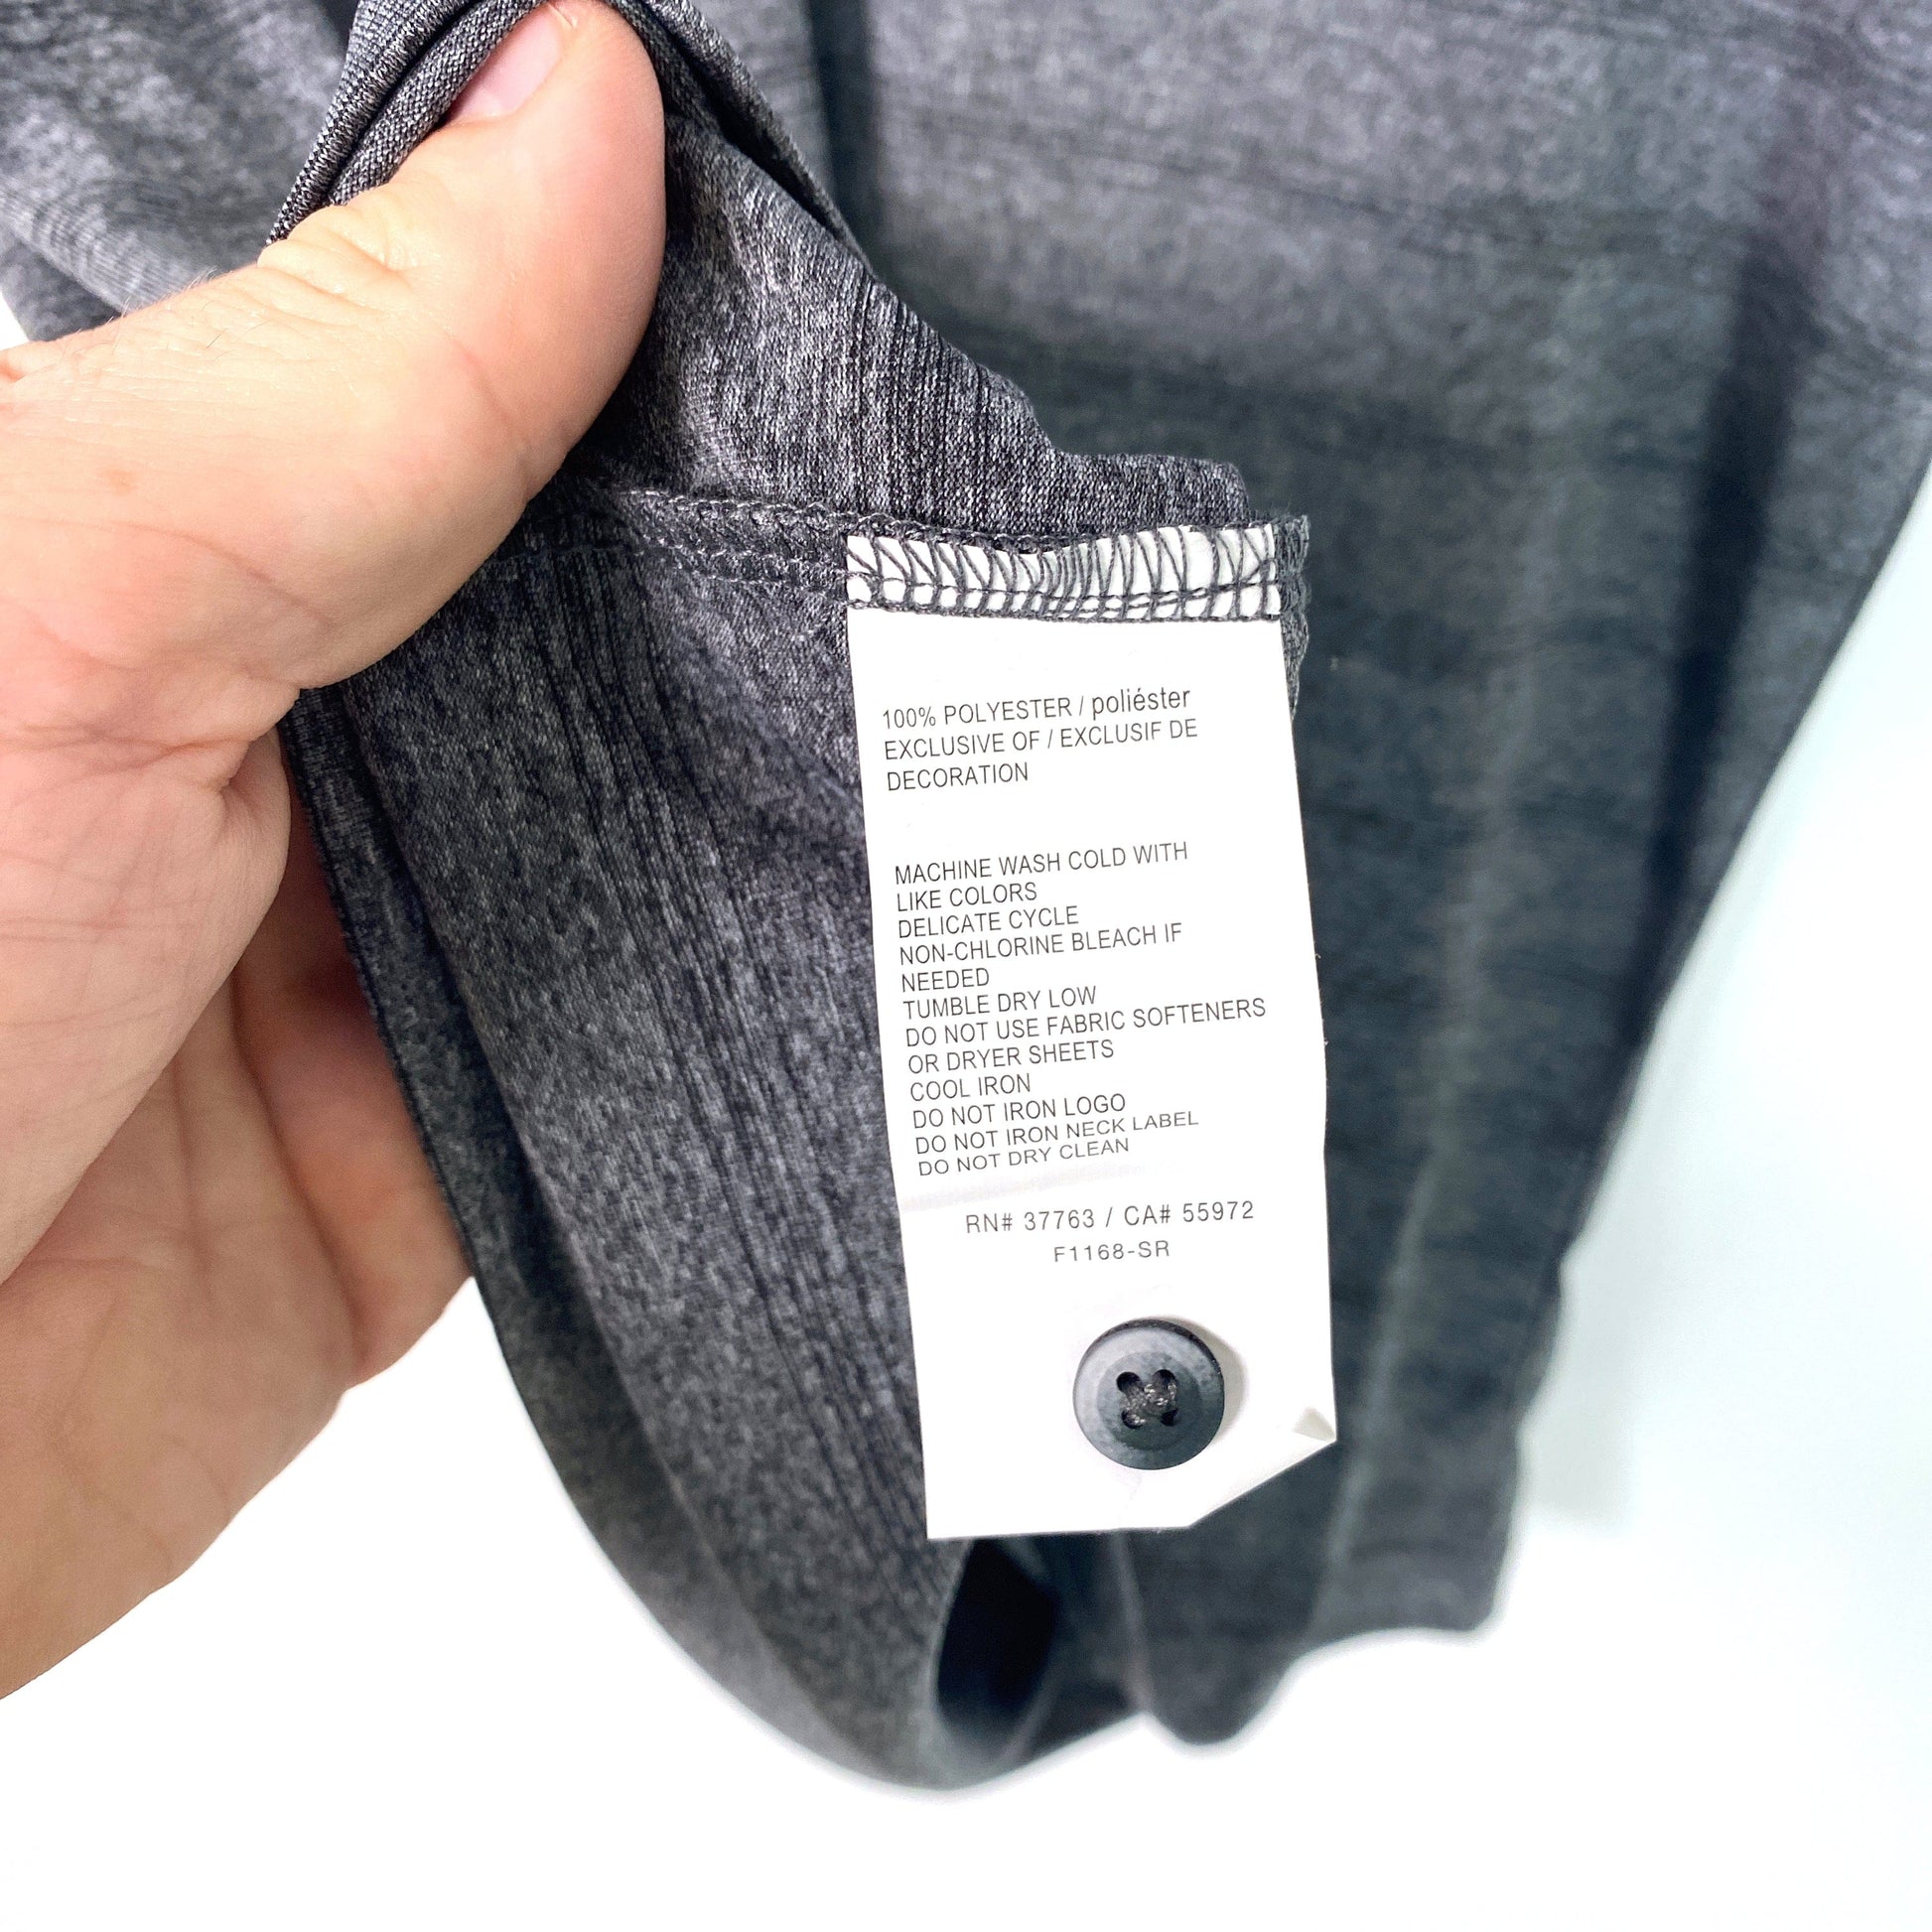 100% POLYESTER / poliéster
EXCLUSIVE OF / EXCLUSIF DE
DECORATION
MACHINE WASH COLD WITH
LIKE COLORS
DELICATE CYCLE
NON-CHLORINE BLEACH IF
NEEDED
TUMBLE DRY LOW
DO NOT USE FABRIC SOFTENERS
OR DRYER SHEETS
COOL IRON
DO NOT IRON LOGO
DO NOT IRON NECK LABEL
DO NOT DRY CLEAN
RN# 37763 / CA# 55972
F1168-SR